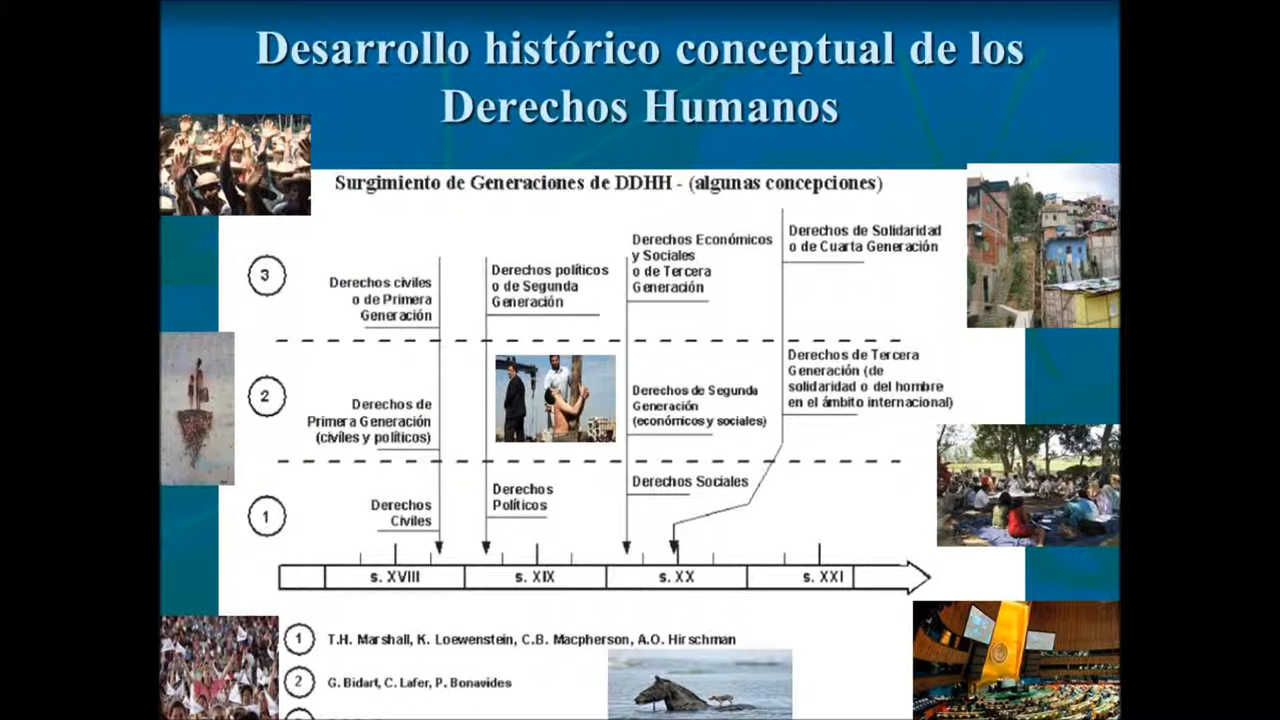 Desarrollo histórico conceptual de los
Derechos Humanos
Surgimiento de Generaciones de DDHH - (algunas concepciones)
3
Derechos civiles
o de Primera
Generación
Derechos políticos
o de Segunda
Generación
Derechos Económicos
y Sociales
o de Tercera
Generación
Derechos de Solidaridad
o de Cuarta Generación
2
Derechos de
Primera Generación
(civíles y políticos)
Derechos de Segunda
Generación
(económicos y sociales)
Derechos de Tercera
Generación (de
solidaridad o del hombre
en el ámbito internacional)
1
Derechos
Civiles
Derechos
Políticos
Derechos Sociales
s. XVIII
s. XIX
s. XX
s. XXI
1 T.H. Marshall, K. Loewenstein, C.B. Macpherson, A.O. Hirschman
2 G. Bidart, C. Lafer, P. Bonavides